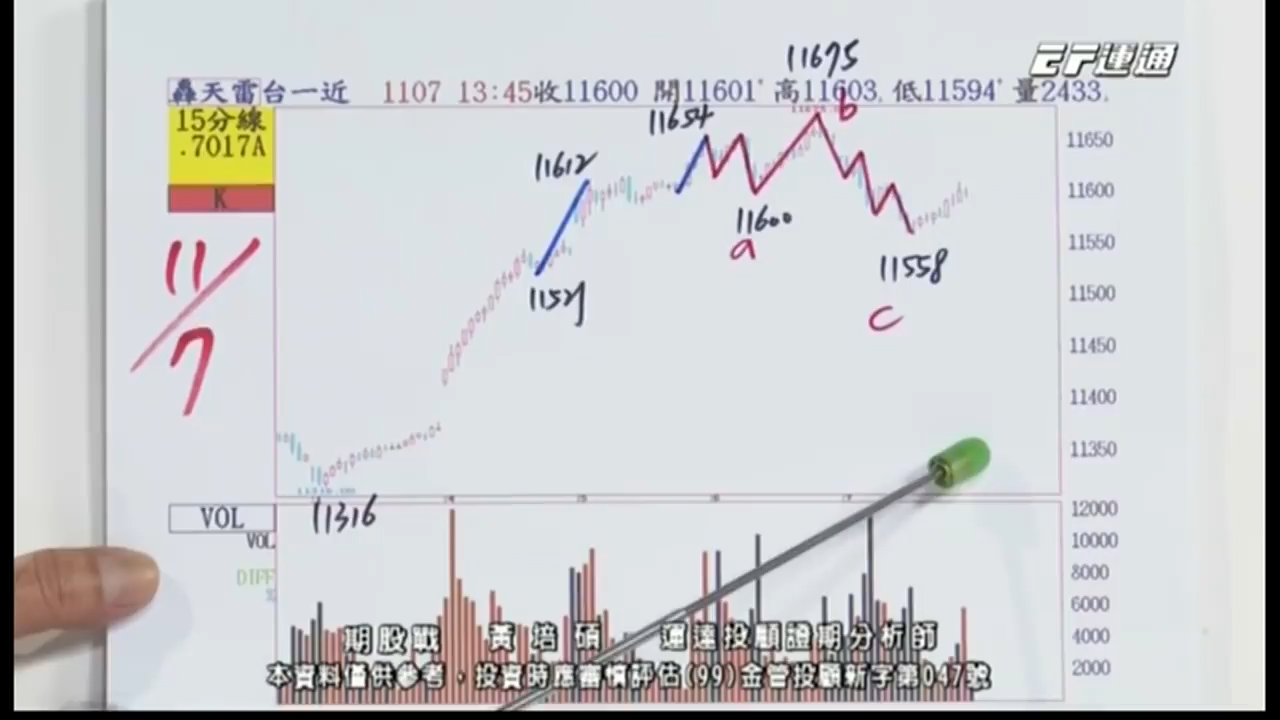 11675
運通
轟天雷台一近 1107 13:45收11600 開11601 高11603 低11594 量2433
15分線
.7017A
K
11/7
11654
11612
b
11600
a
11558
c
11316
11650
11600
11550
11500
11450
11400
11350
VOL
VOL
DIFF
12000
10000
8000
6000
4000
2000
期股戰 黃培碩 運達投顧證期分析師
本資料僅供參考，投資時應審慎評估(99)金管投顧新字第047號